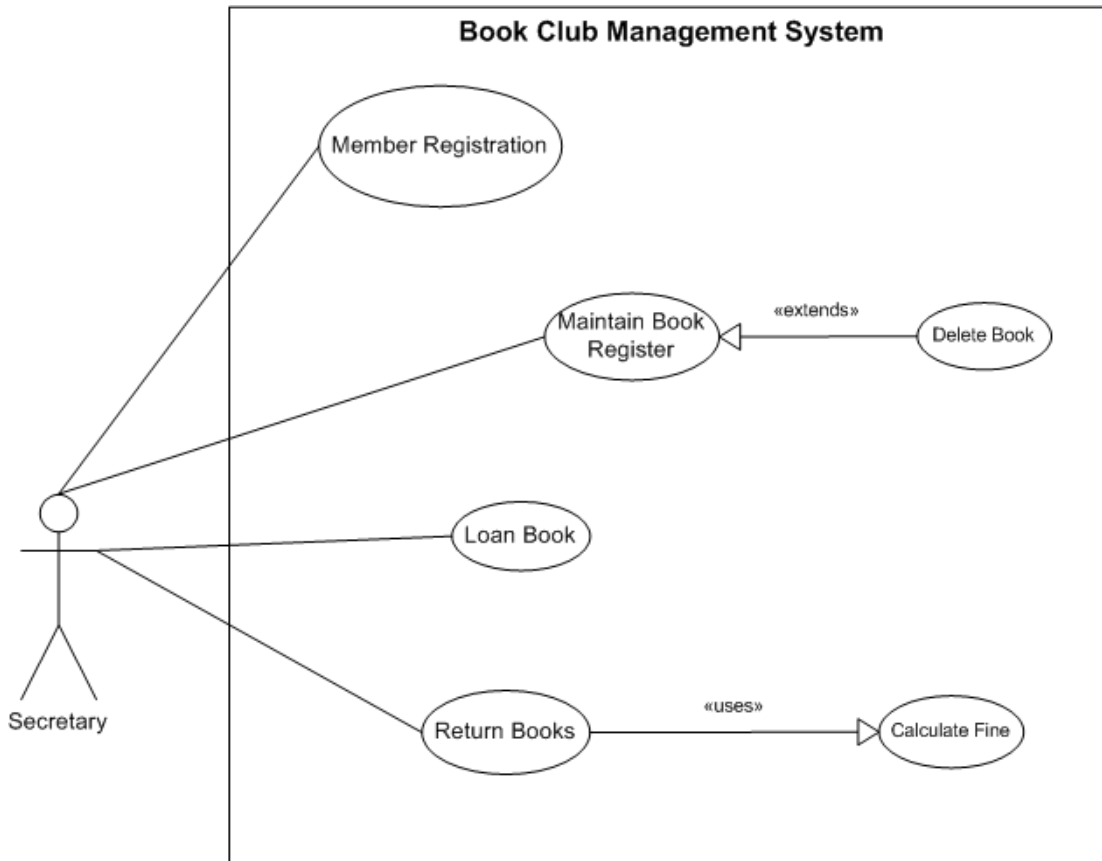 Book Club Management System
Member Registration
Maintain Book
Register
«extends»
Delete Book
Loan Book
Secretary
Return Books
«uses»
Calculate Fine